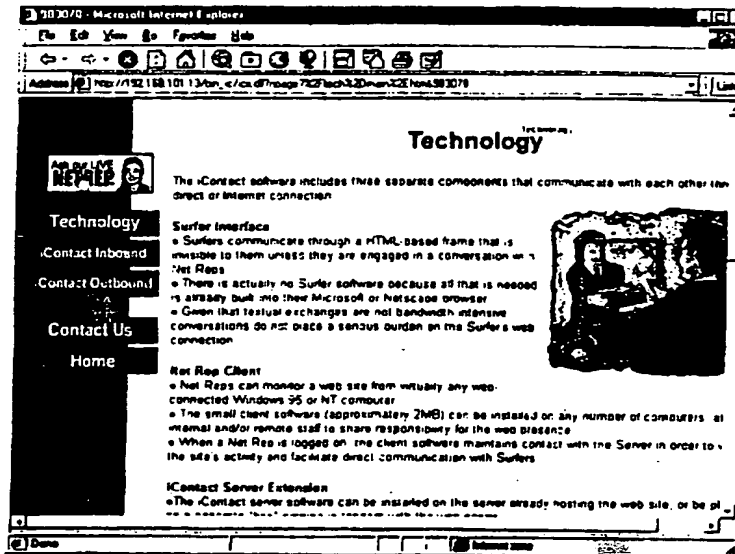 983079 - Microsoft Internet Explorer
File Edit View Go Favorites Help
Address
Technology
Ask our LIVE
NETREP
The iContact software includes three separate components that communicate with each other
direct or Internet connection
Technology
iContact Inbound
iContact Outbound
Contact Us
Home
Surfer Interface
• Surfers communicate through a HTML-based frame that is
invisible to them unless they are engaged in a conversation with
Net Reps
• There is actually no Surfer software because all that is needed
is already built into their Microsoft or Netscape browser
• Given that textual exchanges are not bandwidth intensive
conversations do not place a serious burden on the Surfer's web
connection
Net Rep Client
• Net Reps can monitor a web site from virtually any web-
connected Windows 95 or NT computer
• The small client software (approximately 2MB) can be installed on any number of computers
internal and/or remote staff to share responsibility for the web presence
• When a Net Rep is logged on the client software maintains contact with the Server in order to
the site's activity and facilitate direct communication with Surfers
iContact Server Extension
• The iContact server software can be installed on the server already hosting the web site, or be
Done
Internet zone